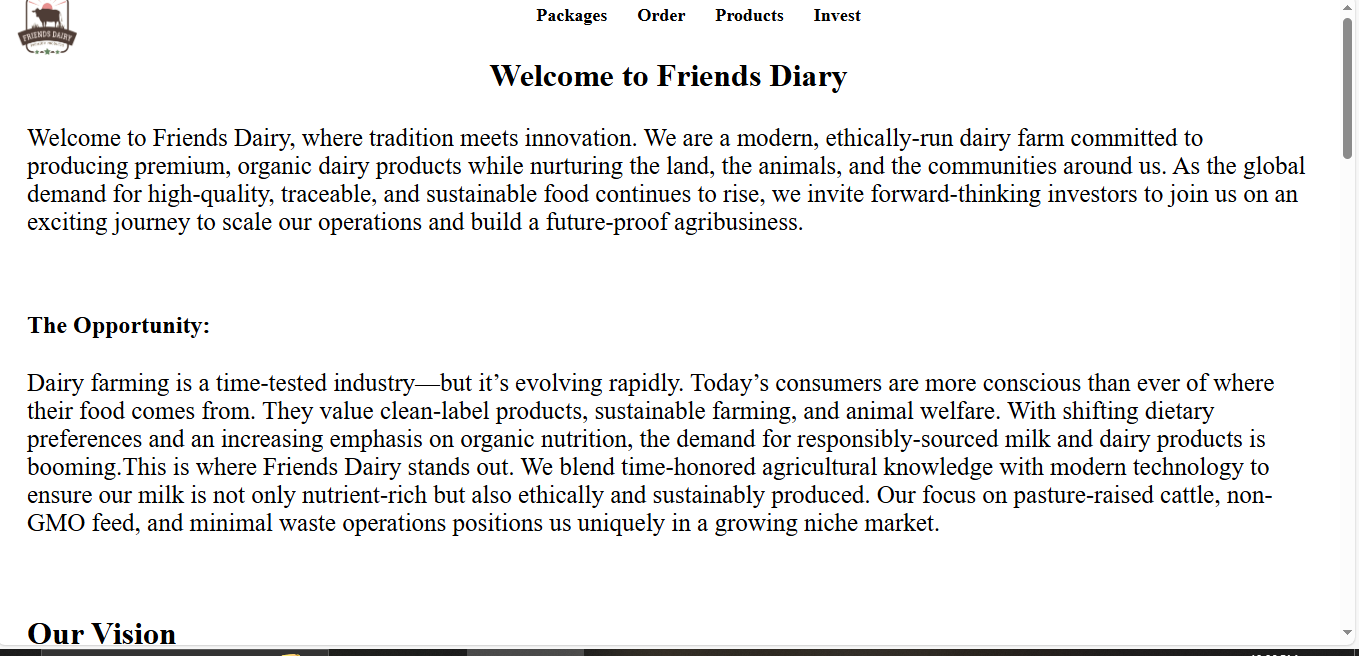 FRIENDS DAIRY
Packages Order Products Invest
Welcome to Friends Diary
Welcome to Friends Dairy, where tradition meets innovation. We are a modern, ethically-run dairy farm committed to
producing premium, organic dairy products while nurturing the land, the animals, and the communities around us. As the global
demand for high-quality, traceable, and sustainable food continues to rise, we invite forward-thinking investors to join us on an
exciting journey to scale our operations and build a future-proof agribusiness.
The Opportunity:
Dairy farming is a time-tested industry—but it’s evolving rapidly. Today’s consumers are more conscious than ever of where
their food comes from. They value clean-label products, sustainable farming, and animal welfare. With shifting dietary
preferences and an increasing emphasis on organic nutrition, the demand for responsibly-sourced milk and dairy products is
booming.This is where Friends Dairy stands out. We blend time-honored agricultural knowledge with modern technology to
ensure our milk is not only nutrient-rich but also ethically and sustainably produced. Our focus on pasture-raised cattle, non-
GMO feed, and minimal waste operations positions us uniquely in a growing niche market.
Our Vision